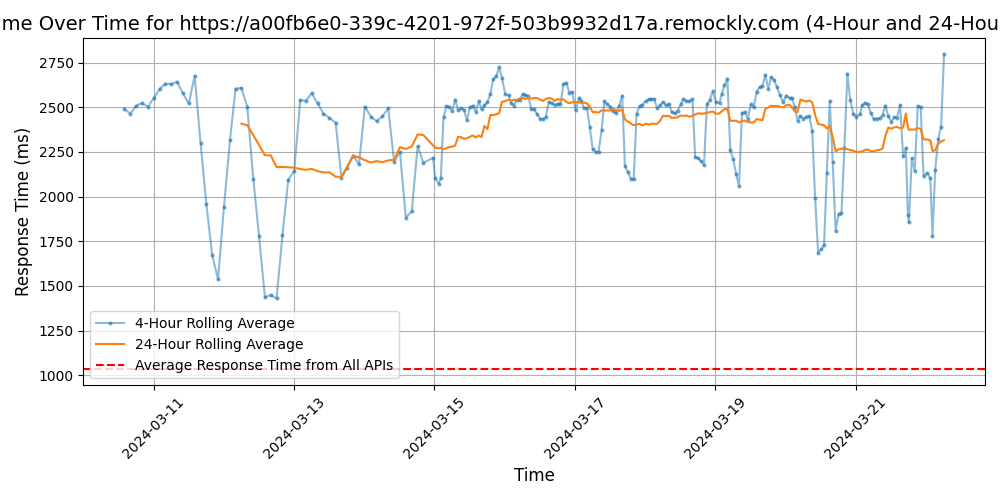 me Over Time for https://a00fb6e0-339c-4201-972f-503b9932d17a.remockly.com (4-Hour and 24-Hou
Response Time (ms)
2750
2500
2250
2000
1750
1500
1250
1000
4-Hour Rolling Average
24-Hour Rolling Average
Average Response Time from All APIs
2024-03-11
2024-03-13
2024-03-15
2024-03-17
2024-03-19
2024-03-21
Time